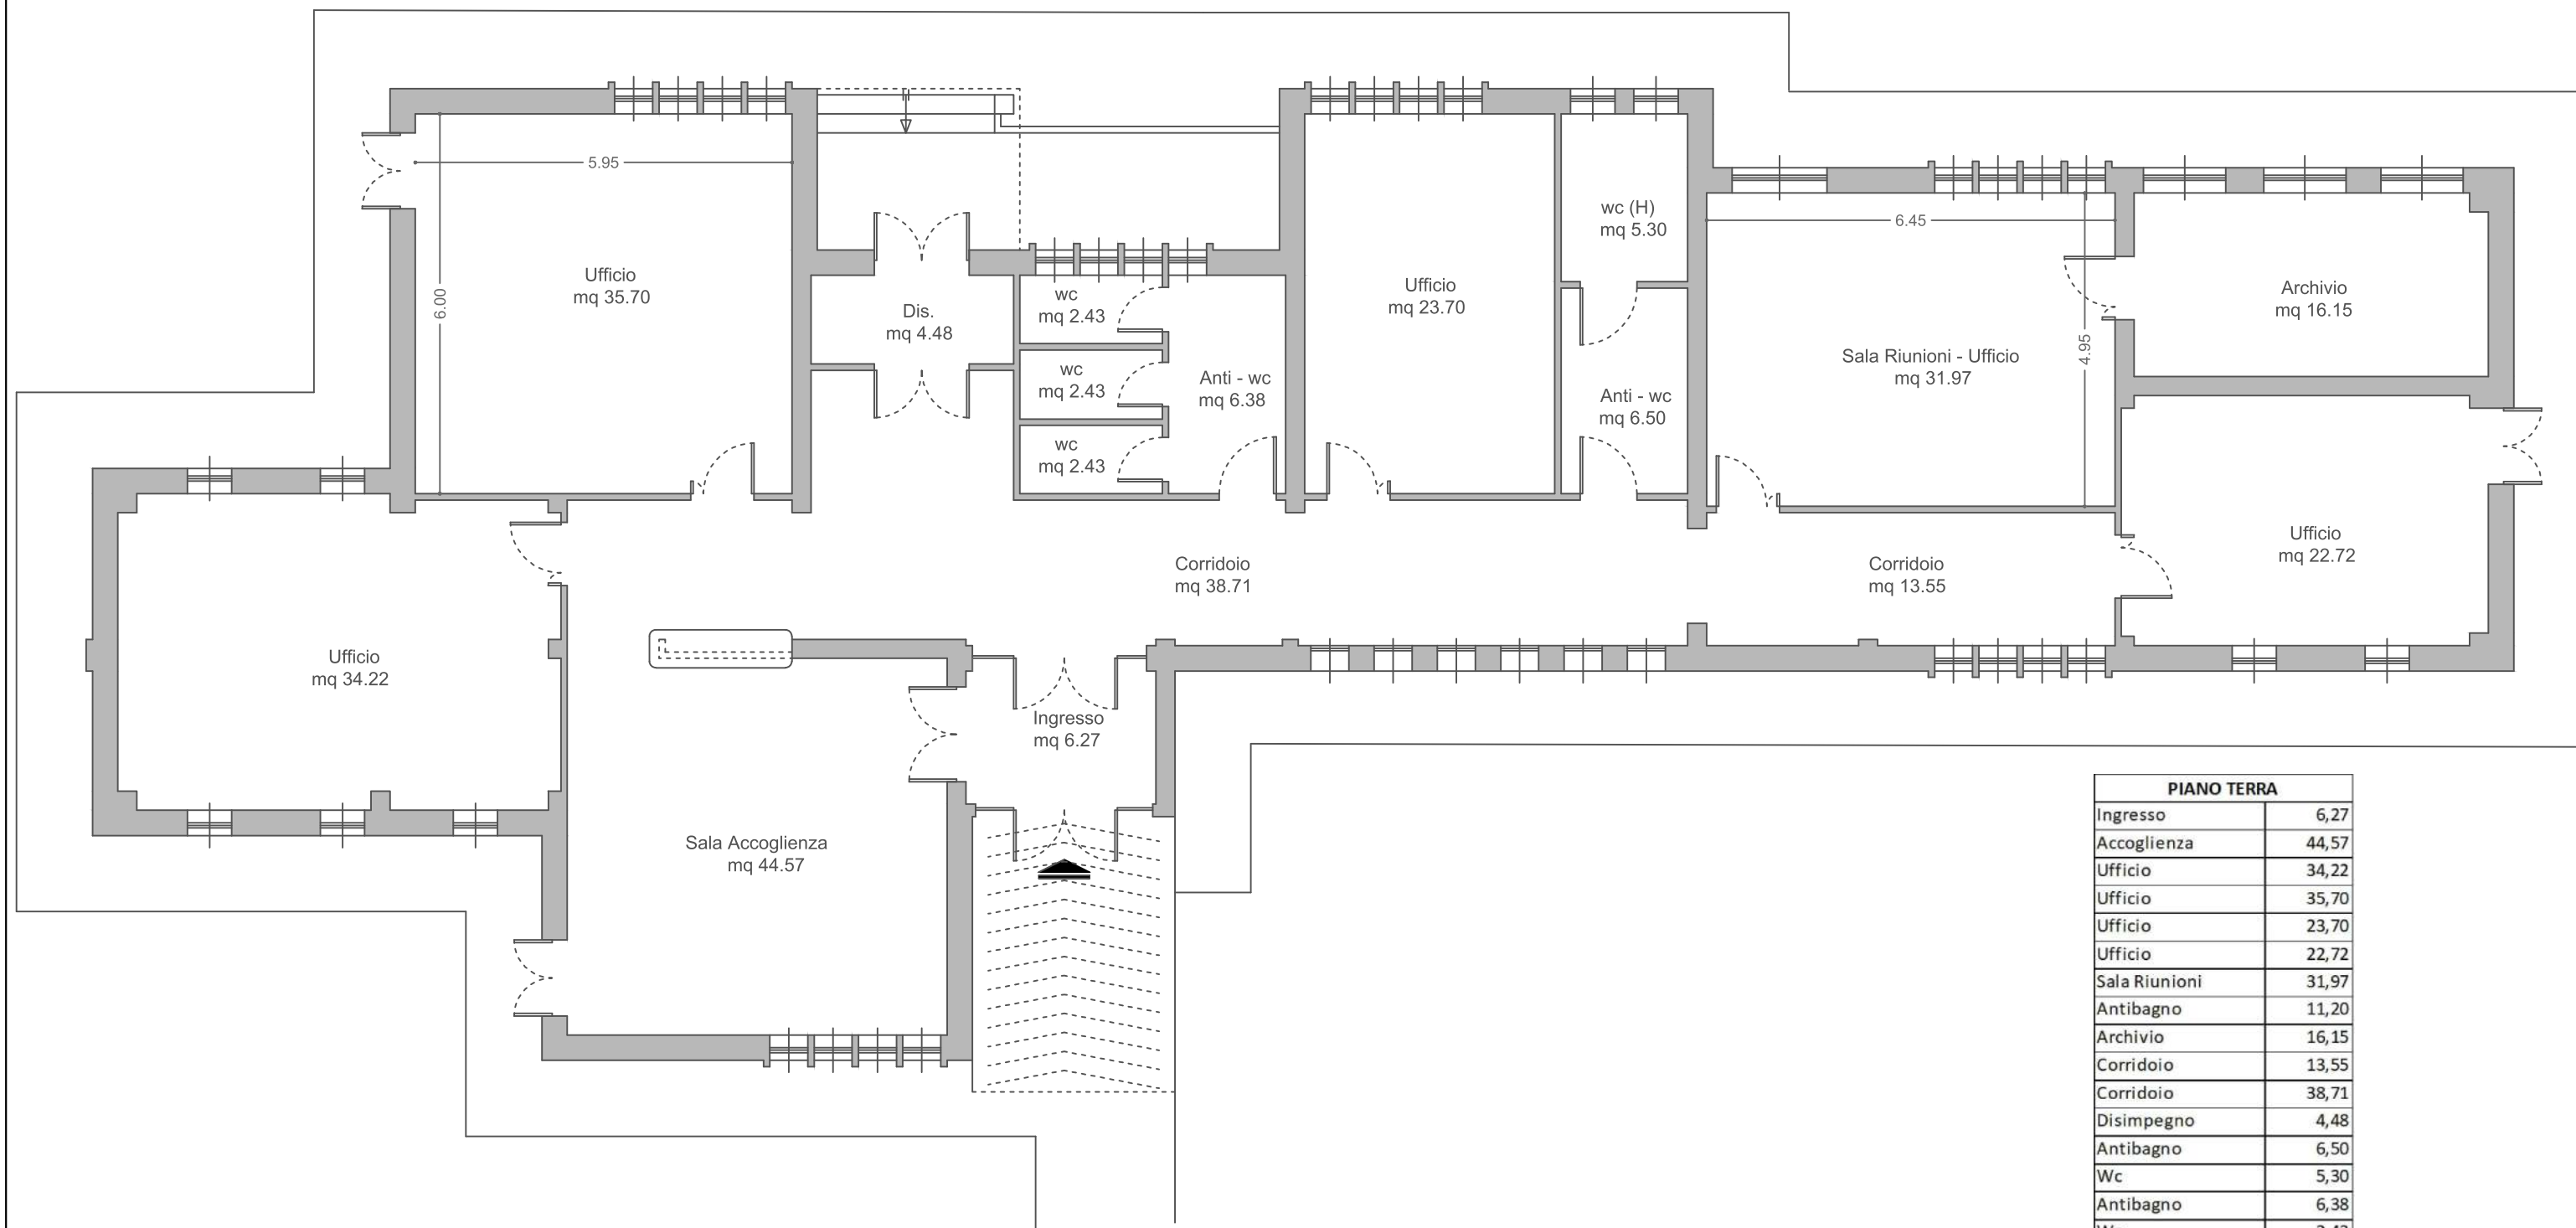 5.95
6.00
Ufficio
mq 35.70
Dis.
mq 4.48
wc
mq 2.43
wc
mq 2.43
wc
mq 2.43
Anti - wc
mq 6.38
Ufficio
mq 23.70
wc (H)
mq 5.30
Anti - wc
mq 6.50
6.45
4.95
Sala Riunioni - Ufficio
mq 31.97
Archivio
mq 16.15
Ufficio
mq 22.72
Corridoio
mq 38.71
Corridoio
mq 13.55
Ufficio
mq 34.22
Ingresso
mq 6.27
Sala Accoglienza
mq 44.57
PIANO TERRA
Ingresso 6,27
Accoglienza 44,57
Ufficio 34,22
Ufficio 35,70
Ufficio 23,70
Ufficio 22,72
Sala Riunioni 31,97
Antibagno 11,20
Archivio 16,15
Corridoio 13,55
Corridoio 38,71
Disimpegno 4,48
Antibagno 6,50
Wc 5,30
Antibagno 6,38